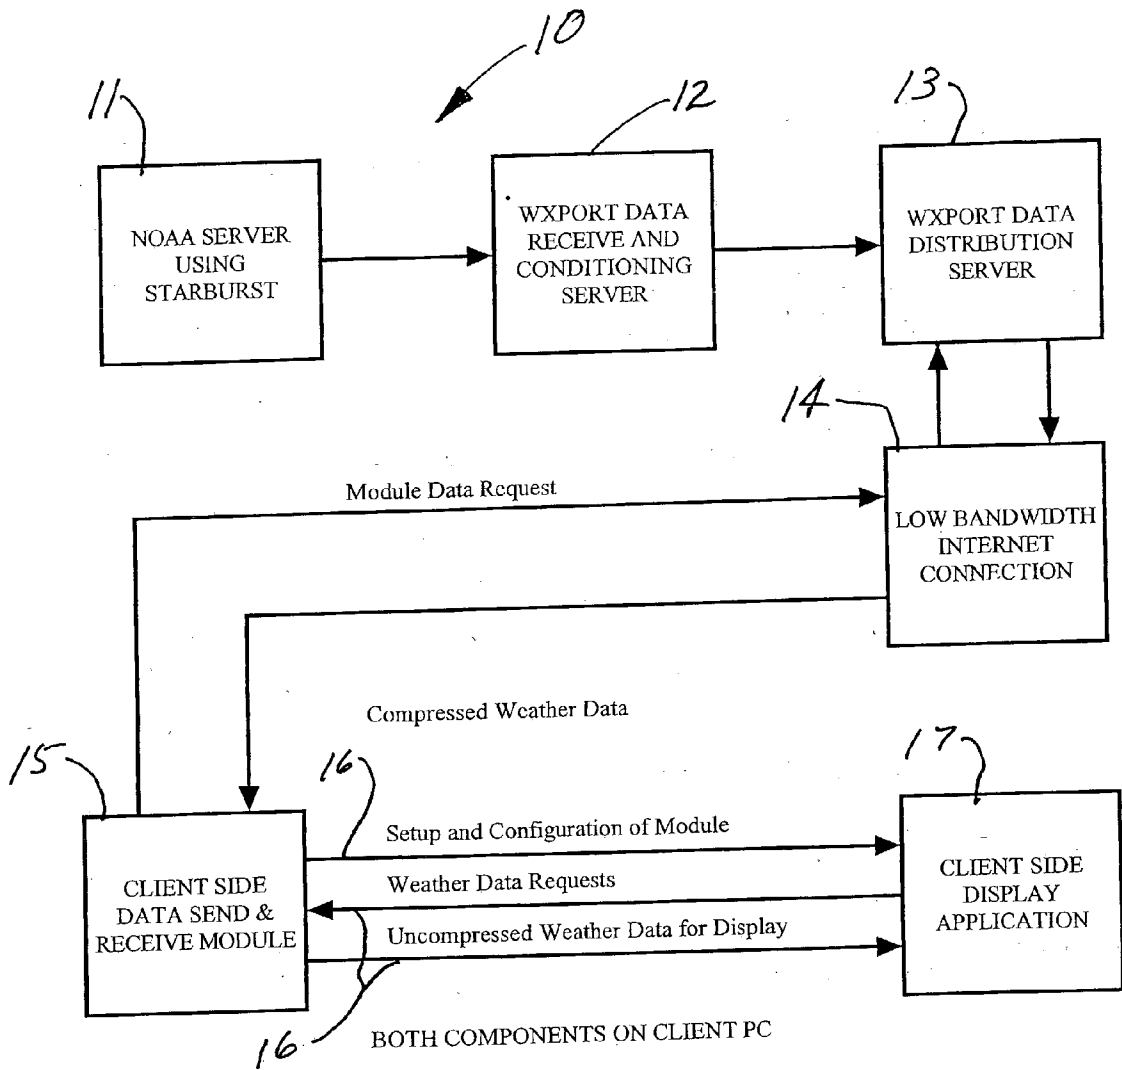 10
11
12
13
NOAA SERVER
USING
STARBURST
WXPORT DATA
RECEIVE AND
CONDITIONING
SERVER
WXPORT DATA
DISTRIBUTION
SERVER
14
Module Data Request
LOW BANDWIDTH
INTERNET
CONNECTION
Compressed Weather Data
15
16
17
Setup and Configuration of Module
Weather Data Requests
Uncompressed Weather Data for Display
CLIENT SIDE
DATA SEND &
RECEIVE MODULE
CLIENT SIDE
DISPLAY
APPLICATION
16
BOTH COMPONENTS ON CLIENT PC